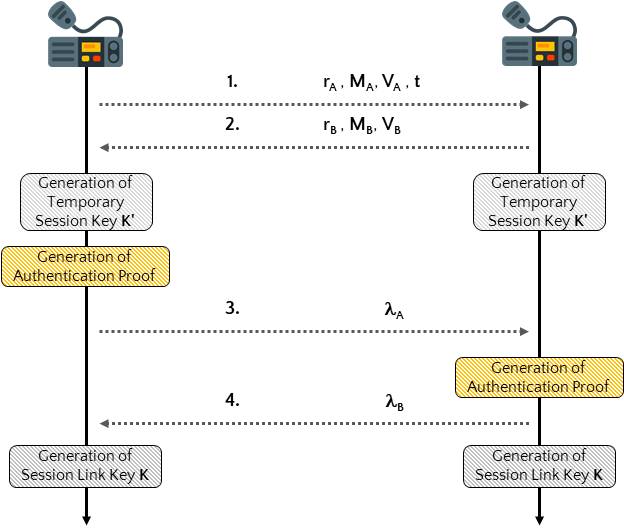 1. r_A , M_A, V_A , t
2. r_B , M_B, V_B
Generation of
Temporary
Session Key K'
Generation of
Temporary
Session Key K'
Generation of
Authentication Proof
3. λ_A
Generation of
Authentication Proof
4. λ_B
Generation of
Session Link Key K
Generation of
Session Link Key K